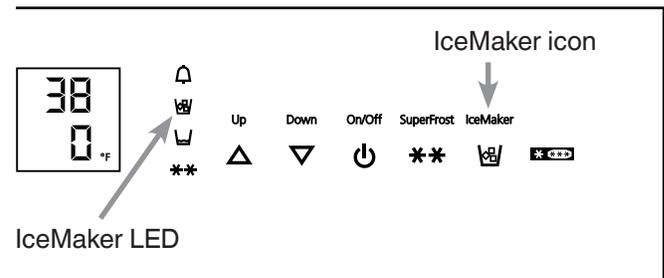 IceMaker icon
38
0 °F
Up Down On/Off SuperFrost IceMaker
IceMaker LED